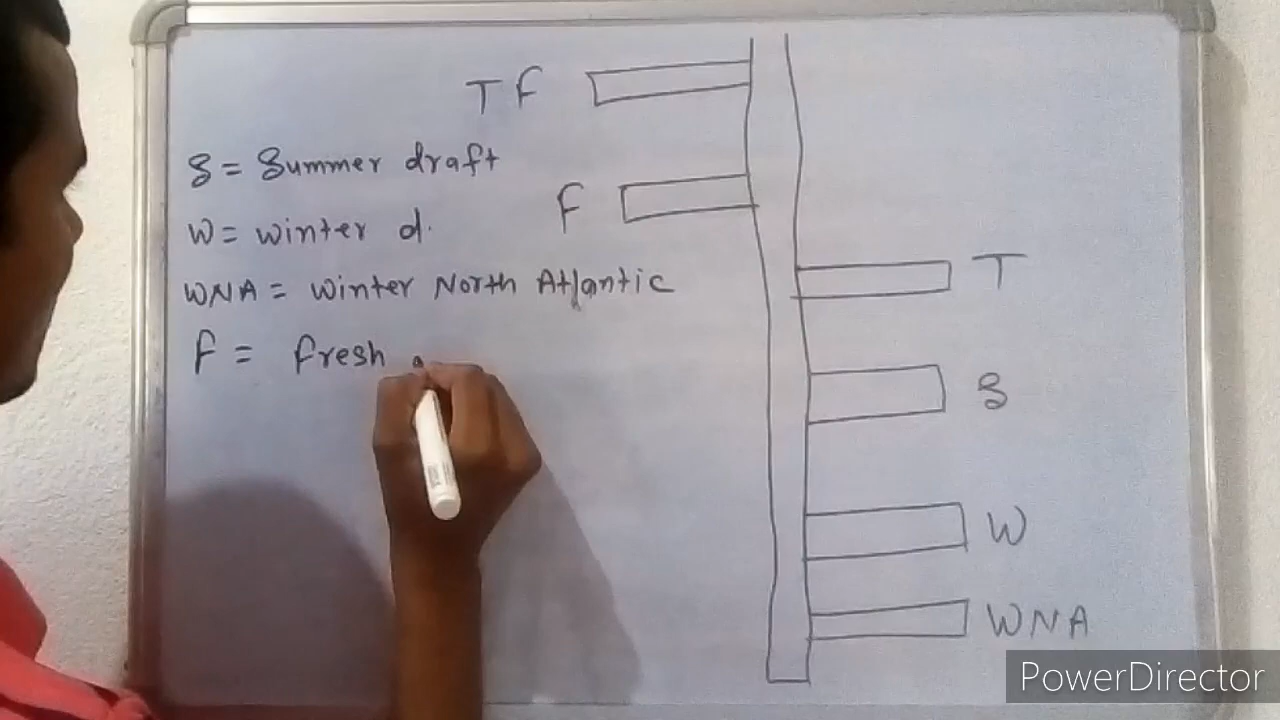 TF
S = Summer draft
W = Winter d.
F
WNA = Winter North Atlantic
T
F = Fresh
S
W
WNA
PowerDirector